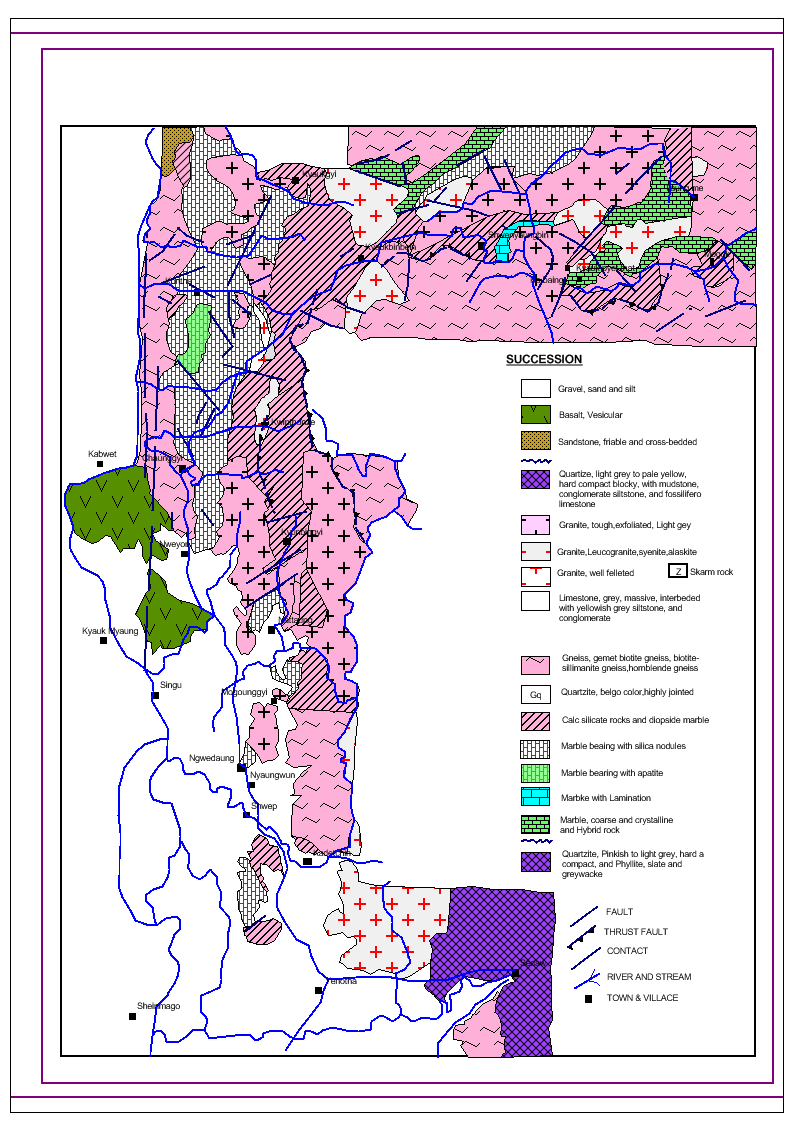 Kyaukgyi
Kyaukbinbein
SUCCESSION
Gravel, sand and silt
Basalt, Vesicular
Sandstone, friable and cross-bedded
Quartize, light grey to pale yellow,
hard compact blocky, with mudstone,
conglomerate siltstone, and fossilifero
limestone
Granite, tough,exfoliated, Light gey
Granite,Leucogranite,syenite,alaskite
Granite, well felleted
Z Skarm rock
Limestone, grey, massive, interbeded
with yellowish grey siltstone, and
conglomerate
Gneiss, gemet biotite gneiss, biotite-
sillimanite gneiss,homblende gneiss
Gq Quartzite, belgo color,highly jointed
Calc silicate rocks and diopside marble
Marble beaing with silica nodules
Marble bearing with apatite
Marbke with Lamination
Marble, coarse and crystalline
and Hybrid rock
Quartzite, Pinkish to light grey, hard a
compact, and Phyllite, slate and
greywacke
Kabwet
Chaunggyi
Nweyon
Kyauk Myaung
Singu
Mogounggyi
Ngwedaung
Nyaungwun
Shwep
Yenotha
Sheinmago
FAULT
THRUST FAULT
CONTACT
RIVER AND STREAM
TOWN & VILLACE